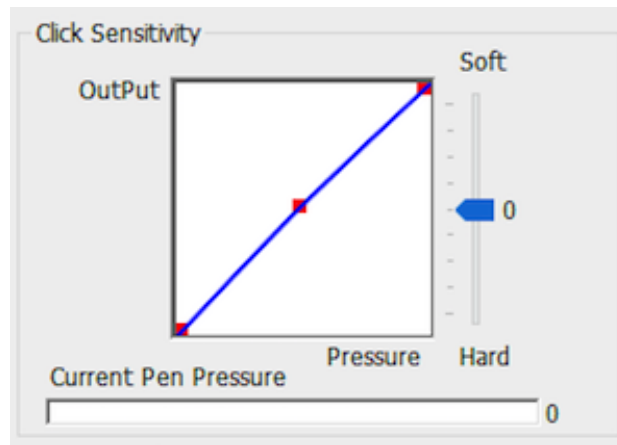 Click Sensitivity
Soft
OutPut
0
Pressure
Hard
Current Pen Pressure
0